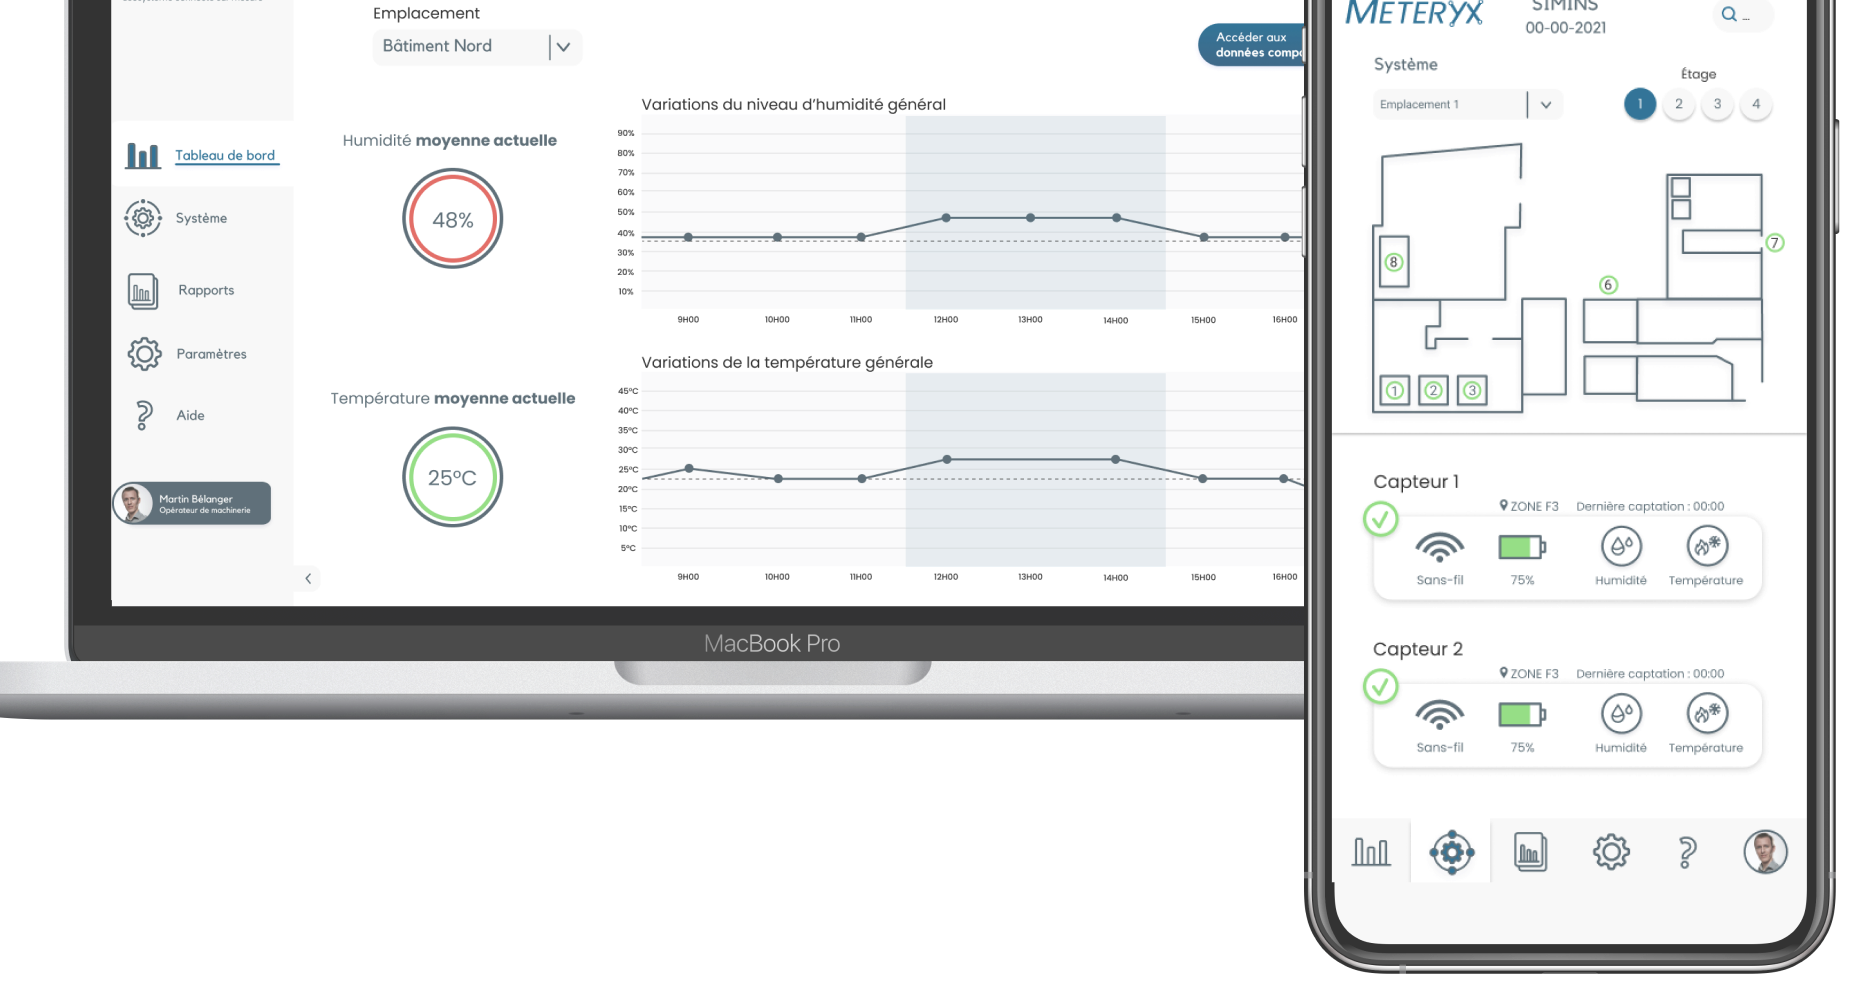 Emplacement
Bâtiment Nord
Accéder aux
données comp
Tableau de bord
Système
Rapports
Paramètres
Aide
Martin Bélanger
Opérateur de machinerie
Humidité moyenne actuelle
48%
Variations du niveau d'humidité général
90%
80%
70%
60%
50%
40%
30%
20%
10%
9H00 10H00 11H00 12H00 13H00 14H00 15H00 16H00
Température moyenne actuelle
25°C
Variations de la température générale
45°C
40°C
35°C
30°C
25°C
20°C
15°C
10°C
5°C
9H00 10H00 11H00 12H00 13H00 14H00 15H00 16H00
MacBook Pro
METERYX
SIMINS
00-00-2021
...
Système
Étage
Emplacement 1
1 2 3 4
7
8
6
1 2 3
Capteur 1
ZONE F3 Dernière captation : 00:00
Sans-fil 75% Humidité Température
Capteur 2
ZONE F3 Dernière captation : 00:00
Sans-fil 75% Humidité Température